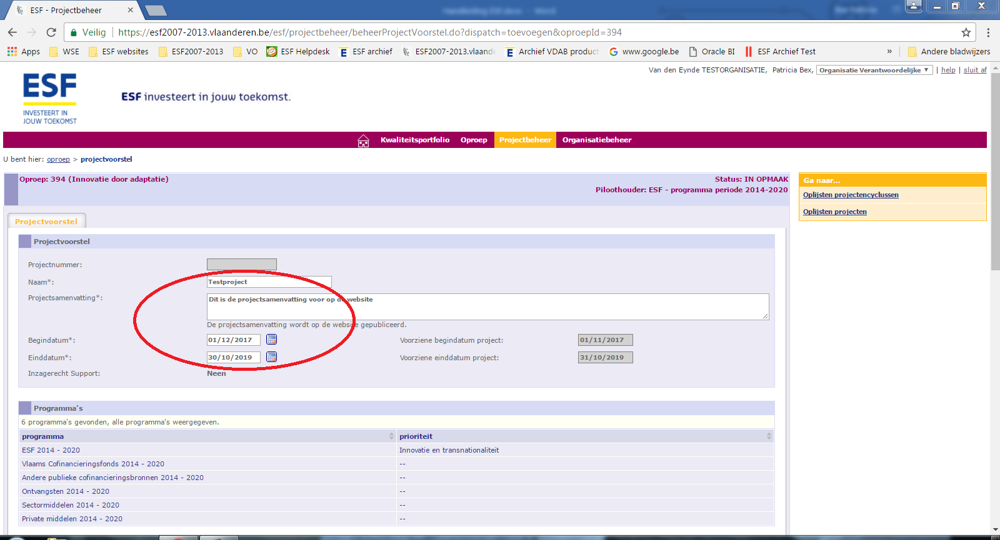 ESF - Projectbeheer
Veilig | https://esf2007-2013.vlaanderen.be/esf/projectbeheer/beheerProjectVoorstel.do?dispatch=toevoegen&oproepId=394
Apps WSE ESF websites ESF2007-2013 VO ESF Helpdesk ESF archief ESF2007-2013.vlaande Archief VDAB product www.google.be Oracle BI ESF Archief Test » Andere bladwijzers
Van den Eynde TESTORGANISATIE, Patricia Bex, Organisatie Verantwoordelijke | help | sluit af
ESF
INVESTEERT IN
JOUW TOEKOMST
ESF investeert in jouw toekomst.
Kwaliteitsportfolio Oproep Projectbeheer Organisatiebeheer
U bent hier: oproep > projectvoorstel
Oproep: 394 (Innovatie door adaptatie)
Status: IN OPMAAK
Piloothouder: ESF - programma periode 2014-2020
Ga naar...
Oplijsten projectencyclussen
Oplijsten projecten
Projectvoorstel
Projectvoorstel
Projectnummer:
Naam*: Testproject
Projectsamenvatting*: Dit is de projectsamenvatting voor op de website
De projectsamenvatting wordt op de website gepubliceerd.
Begindatum*: 01/12/2017 Voorziene begindatum project: 01/11/2017
Einddatum*: 30/10/2019 Voorziene einddatum project: 31/10/2019
Inzagerecht Support: Neen
Programma's
6 programma's gevonden, alle programma's weergegeven.
programma prioriteit
ESF 2014 - 2020 Innovatie en transnationaliteit
Vlaams Cofinancieringsfonds 2014 - 2020 --
Andere publieke cofinancieringsbronnen 2014 - 2020 --
Ontvangsten 2014 - 2020 --
Sectormiddelen 2014 - 2020 --
Private middelen 2014 - 2020 --